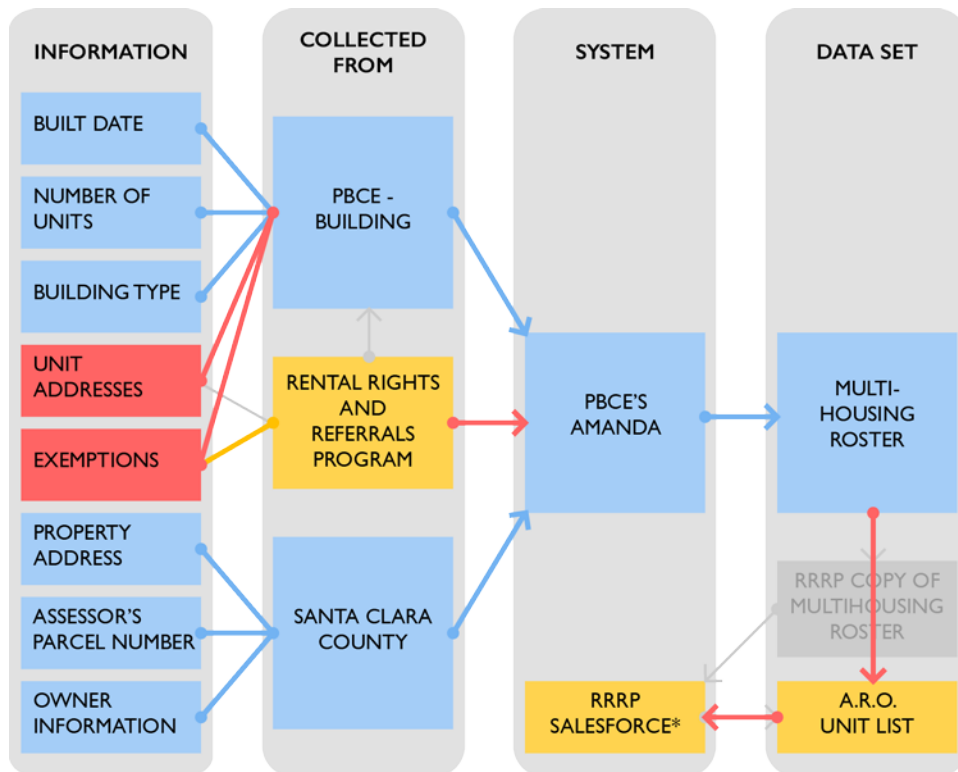 INFORMATION
BUILT DATE
NUMBER OF
UNITS
BUILDING TYPE
UNIT
ADDRESSES
EXEMPTIONS
PROPERTY
ADDRESS
ASSESSOR'S
PARCEL NUMBER
OWNER
INFORMATION
COLLECTED
FROM
PBCE -
BUILDING
RENTAL RIGHTS
AND
REFERRALS
PROGRAM
SANTA CLARA
COUNTY
SYSTEM
PBCE'S
AMANDA
RRRP
SALESFORCE*
DATA SET
MULTI-
HOUSING
ROSTER
RRRP COPY OF
MULTIHOUSING
ROSTER
A.R.O.
UNIT LIST